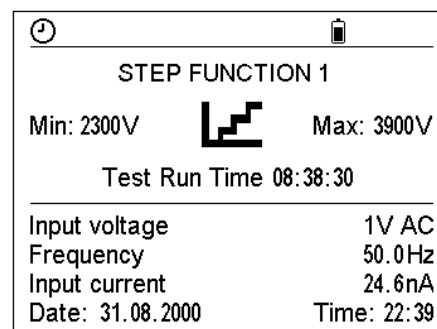 STEP FUNCTION 1
Min: 2300V Max: 3900V
Test Run Time 08:38:30
Input voltage 1V AC
Frequency 50.0Hz
Input current 24.6nA
Date: 31.08.2000 Time: 22:39